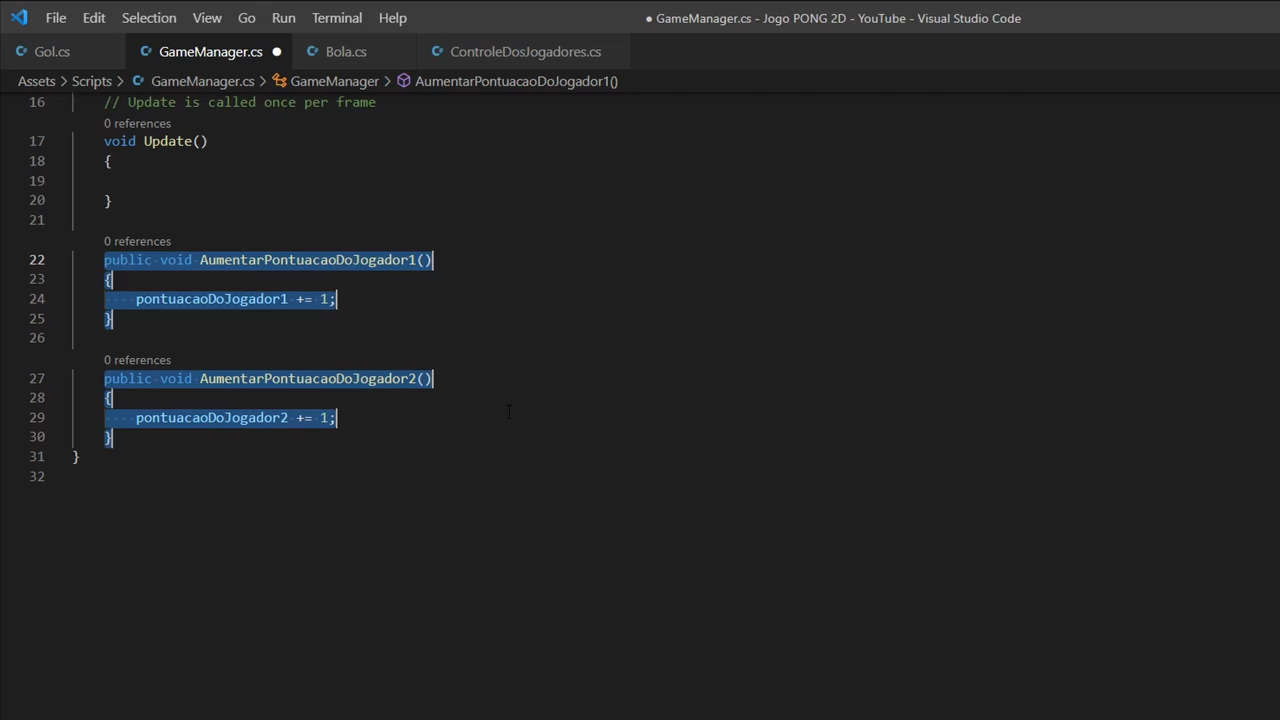 File Edit Selection View Go Run Terminal Help ● GameManager.cs - Jogo PONG 2D - YouTube - Visual Studio Code
Gol.cs GameManager.cs ● Bola.cs ControleDosJogadores.cs
Assets > Scripts > GameManager.cs > GameManager > AumentarPontuacaoDoJogador1()
16 // Update is called once per frame
0 references
17 void Update()
18 {
19
20 }
21
0 references
22 public void AumentarPontuacaoDoJogador1()
23 {
24 pontuacaoDoJogador1 += 1;
25 }
26
0 references
27 public void AumentarPontuacaoDoJogador2()
28 {
29 pontuacaoDoJogador2 += 1;
30 }
31 }
32